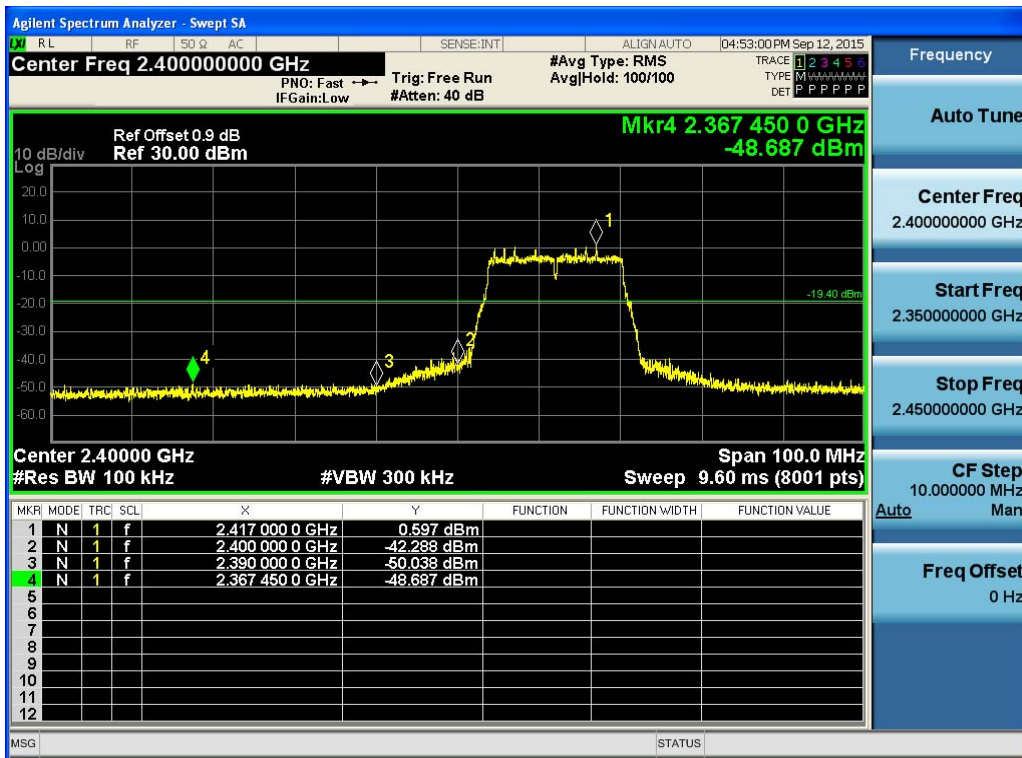 Agilent Spectrum Analyzer - Swept SA
LXI RL RF 50 Ω AC SENSE:INT ALIGN AUTO 04:53:00 PM Sep 12, 2015
Center Freq 2.400000000 GHz
PNO: Fast
IFGain:Low
Trig: Free Run
#Atten: 40 dB
#Avg Type: RMS
Avg|Hold: 100/100
TRACE 1 2 3 4 5 6
TYPE M
DET P P P P P P
Ref Offset 0.9 dB
10 dB/div Ref 30.00 dBm
Log
Mkr4 2.367 450 0 GHz
-48.687 dBm
20.0
10.0
0.00
-10.0
-20.0
-30.0
-40.0
-50.0
-60.0
1
2
3
4
-19.40 dBm
Center 2.40000 GHz Span 100.0 MHz
#Res BW 100 kHz #VBW 300 kHz Sweep 9.60 ms (8001 pts)
MKR MODE TRC SCL X Y FUNCTION FUNCTION WIDTH FUNCTION VALUE
1 N 1 f 2.417 000 0 GHz 0.597 dBm
2 N 1 f 2.400 000 0 GHz -42.288 dBm
3 N 1 f 2.390 000 0 GHz -50.038 dBm
4 N 1 f 2.367 450 0 GHz -48.687 dBm
5
6
7
8
9
10
11
12
MSG STATUS
Frequency
Auto Tune
Center Freq
2.400000000 GHz
Start Freq
2.350000000 GHz
Stop Freq
2.450000000 GHz
CF Step
10.000000 MHz
Auto Man
Freq Offset
0 Hz